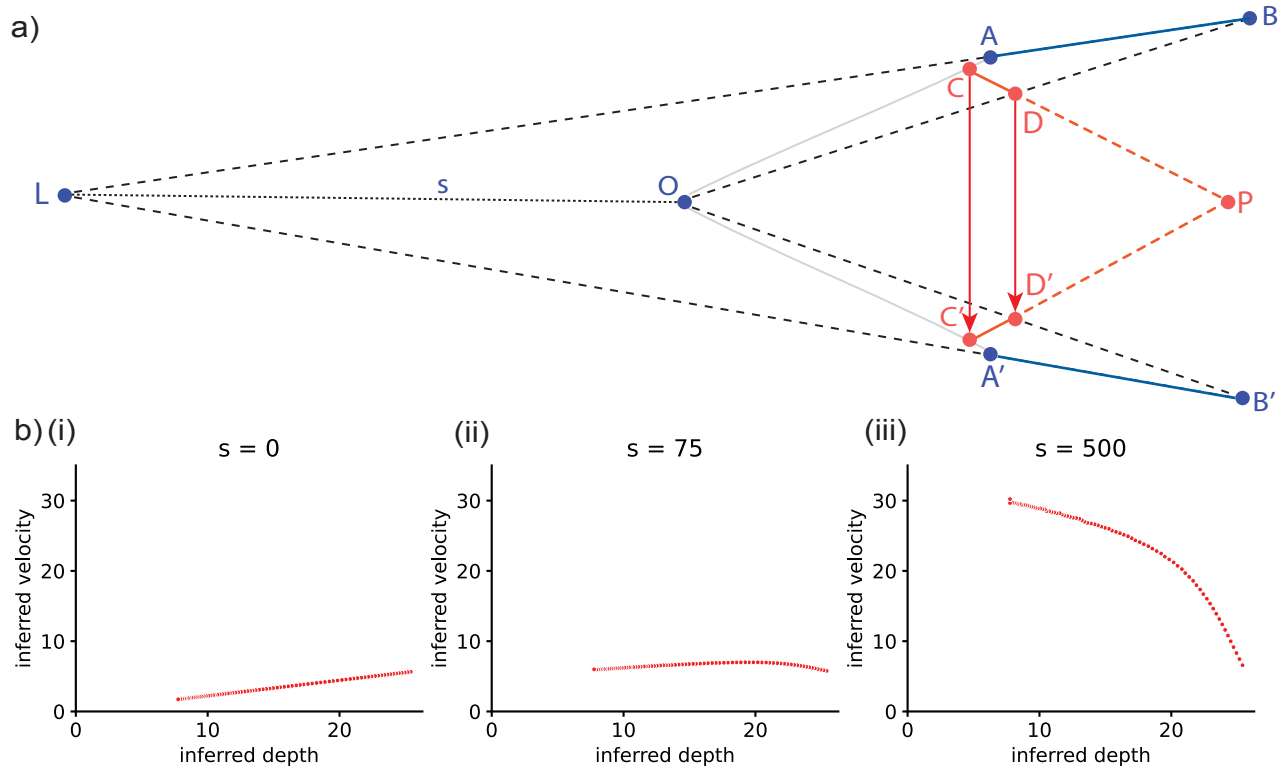 a)
A
B
C
D
L
s
O
P
D'
C'
A'
B'
b) (i)
s = 0
(ii)
s = 75
(iii)
s = 500
inferred velocity
30
20
10
0
0
10
20
inferred depth
inferred velocity
30
20
10
0
0
10
20
inferred depth
inferred velocity
30
20
10
0
0
10
20
inferred depth